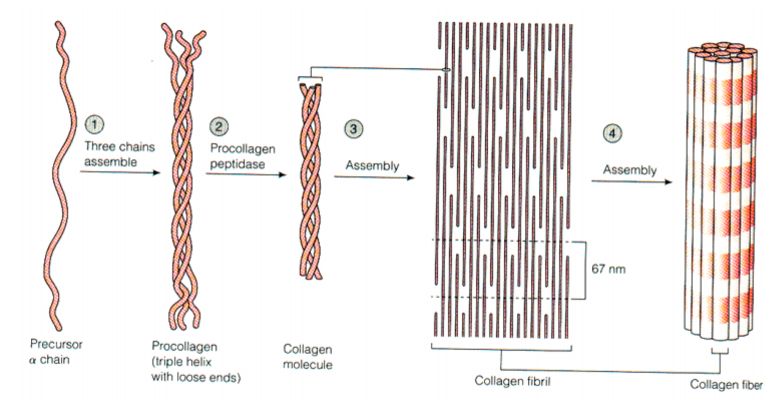 1
Three chains
assemble
2
Procollagen
peptidase
3
Assembly
4
Assembly
67 nm
Precursor
α chain
Procollagen
(triple helix
with loose ends)
Collagen
molecule
Collagen fibril
Collagen fiber